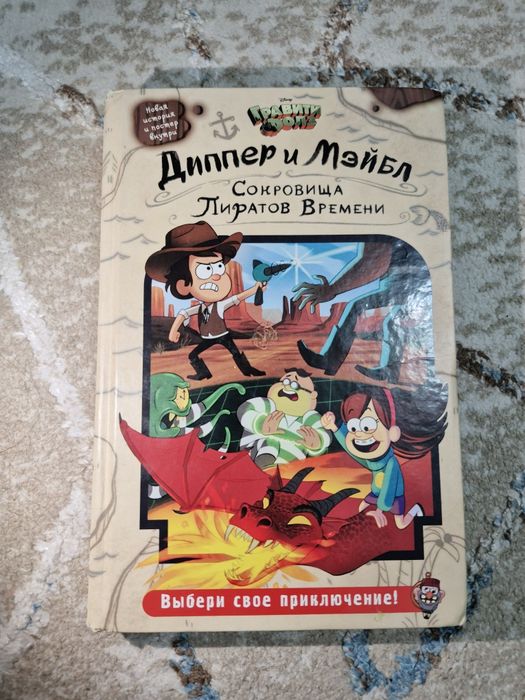 Новая
история
и постер
внутри
Disney
Гравити
Фолз
Диппер и Мэйбл
Сокровища
Пиратов Времени
Выбери свое приключение!